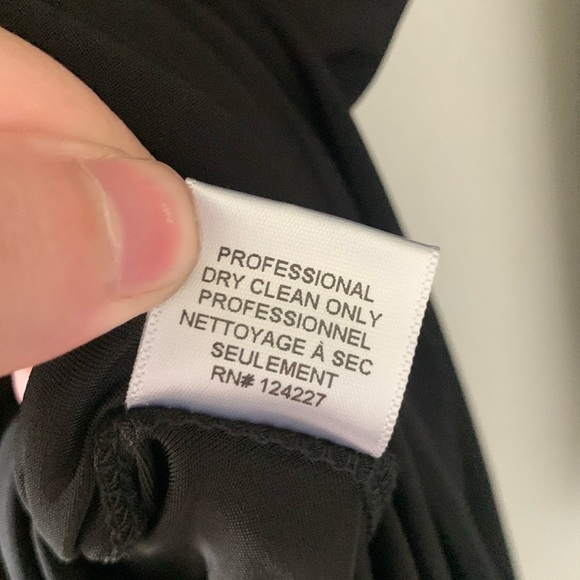 PROFESSIONAL
DRY CLEAN ONLY
PROFESSIONNEL
NETTOYAGE À SEC
SEULEMENT
RN# 124227